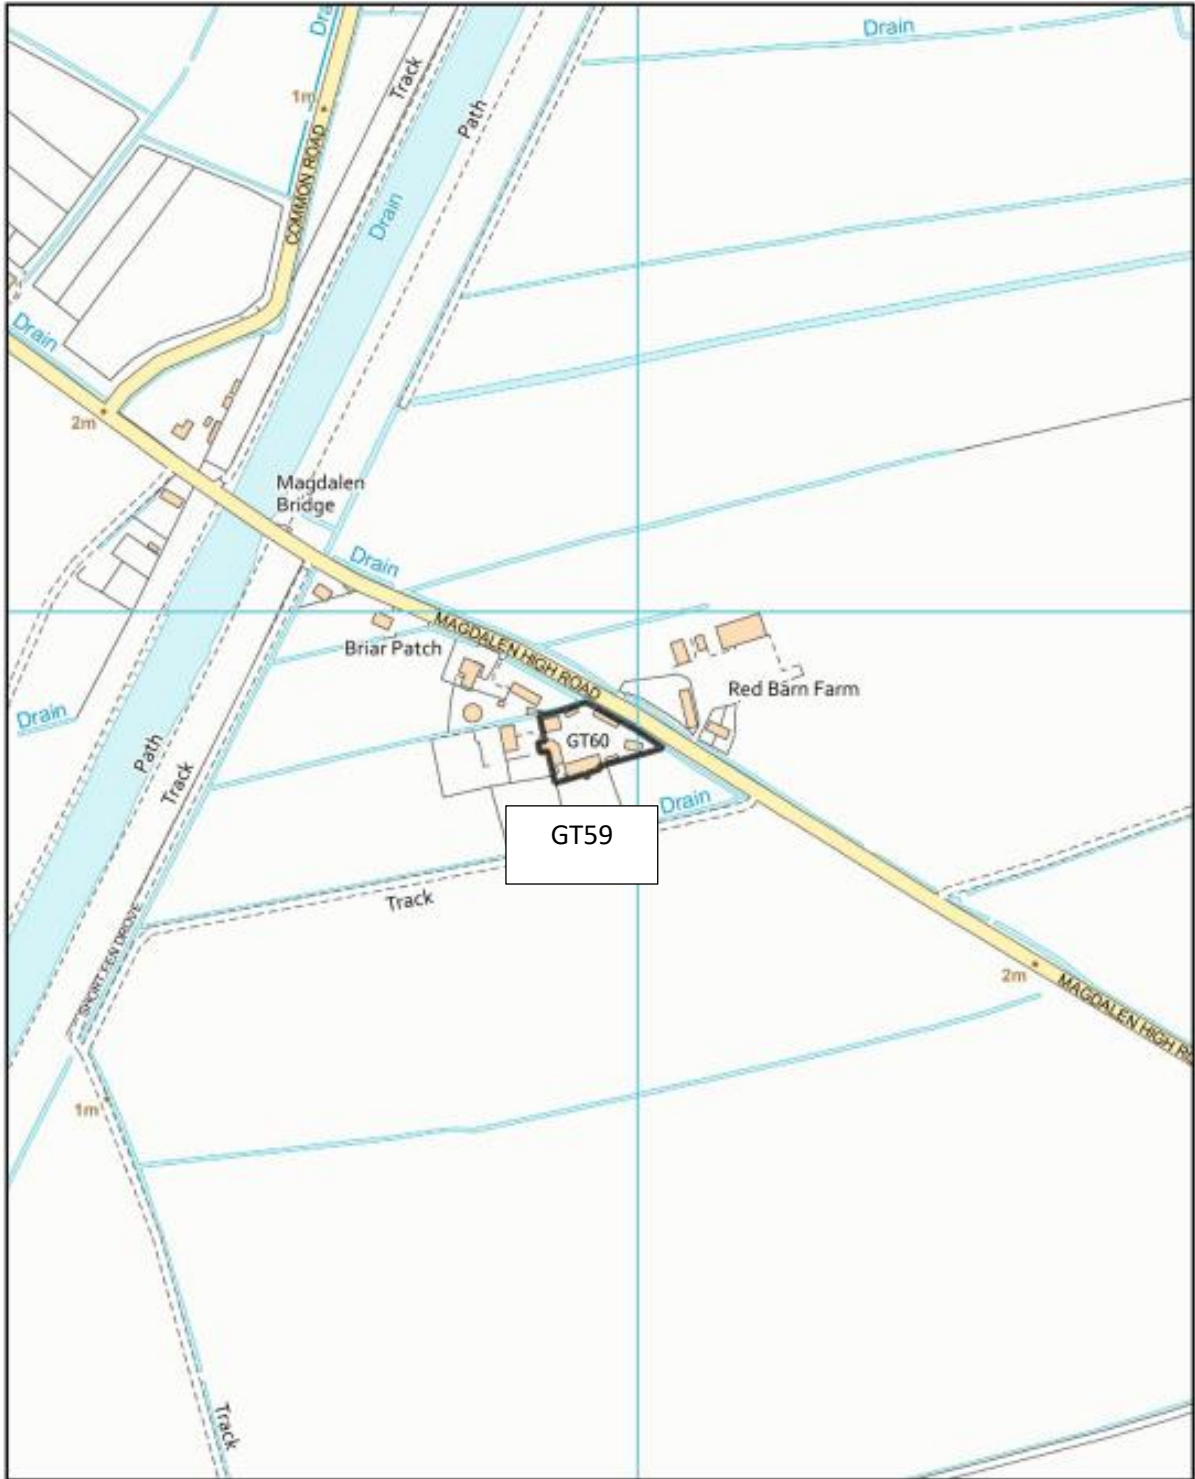 Drain
Dra
Track
1m
Path
COMMON ROAD
Drain
Drain
2m
Magdalen
Bridge
Drain
MAGDALEN HIGH ROAD
Briar Patch
Red Barn Farm
Drain
GT60
Path
Track
Drain
GT59
Track
SHORT FEN DROVE
2m
MAGDALEN HIGH
1m
Track